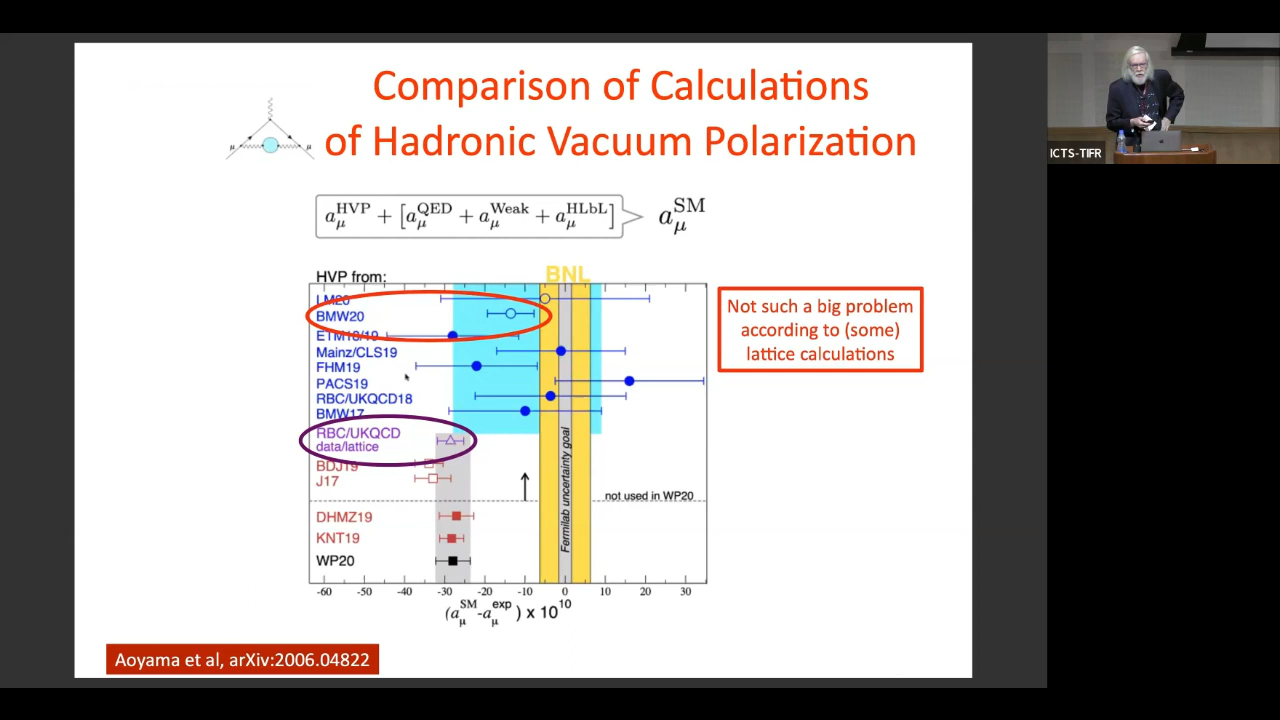 Comparison of Calculations
of Hadronic Vacuum Polarization
μ μ
a_μ^HVP + [a_μ^QED + a_μ^Weak + a_μ^HLbL] a_μ^SM
HVP from:
BNL
LM20
BMW20
ETM18/19
Mainz/CLS19
FHM19
PACS19
RBC/UKQCD18
BMW17
RBC/UKQCD
data/lattice
BDJ19
J17
not used in WP20
DHMZ19
KNT19
WP20
Fermilab uncertainty goal
-60 -50 -40 -30 -20 -10 0 10 20 30
(a_μ^SM - a_μ^exp) x 10^10
Not such a big problem
according to (some)
lattice calculations
Aoyama et al, arXiv:2006.04822
ICTS-TIFR